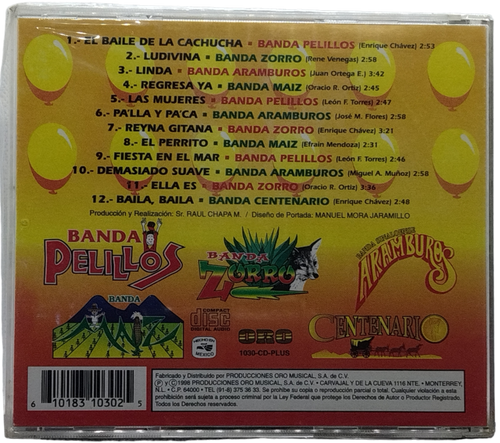 1.- EL BAILE DE LA CACHUCHA ▪ BANDA PELILLOS (Enrique Chávez) 2:53
2.- LUDIVINA ▪ BANDA ZORRO (Rene Venegas) 2:58
3.- LINDA ▪ BANDA ARAMBUROS (Juan Ortega E.) 3:42
4.- REGRESA YA ▪ BANDA MAIZ (Oracio R. Ortiz) 2:45
5.- LAS MUJERES ▪ BANDA PELILLOS (León F. Torres) 2:47
6.- PA'LLA Y PA'CA ▪ BANDA ARAMBUROS (José M. Flores) 2:58
7.- REYNA GITANA ▪ BANDA ZORRO (Enrique Chávez) 3:21
8.- EL PERRITO ▪ BANDA MAIZ (Efrain Mendoza) 2:31
9.- FIESTA EN EL MAR ▪ BANDA PELILLOS (León F. Torres) 2:46
10.- DEMASIADO SUAVE ▪ BANDA ARAMBUROS (Miguel A. Muñoz) 2:58
11.- ELLA ES ▪ BANDA ZORRO (Oracio R. Ortiz) 3:36
12.- BAILA, BAILA ▪ BANDA CENTENARIO (Enrique Chávez) 2:48
Producción y Realización: Sr. RAUL CHAPA M. / Diseño de Portada: MANUEL MORA JARAMILLO
BANDA
PELILLOS
BANDA
ZORRO
BANDA SINALOENSE
ARAMBUROS
BANDA
MAIZ
COMPACT
disc
DIGITAL AUDIO
HECHO EN
MEXICO
1030-CD-PLUS
CENTENARIO
6 10183 10302 5
Fabricado y Distribuido por PRODUCCIONES ORO MUSICAL, S.A. de C.V.
Ⓟ y © 1998 PRODUCCIONES ORO MUSICAL, S.A. DE C.V. • CARVAJAL Y DE LA CUEVA 1116 NTE. • MONTERREY,
N.L. • C.P. 64000 • TEL (91-8) 375 36 33. Se prohibe su copia o reproducción parcial o total. Cualquier violación a esta
prohibición será sujeta a proceso criminal por la Ley Federal que protege los Derechos de Autor o Productor Registrado.
Todos los Derechos reservados.